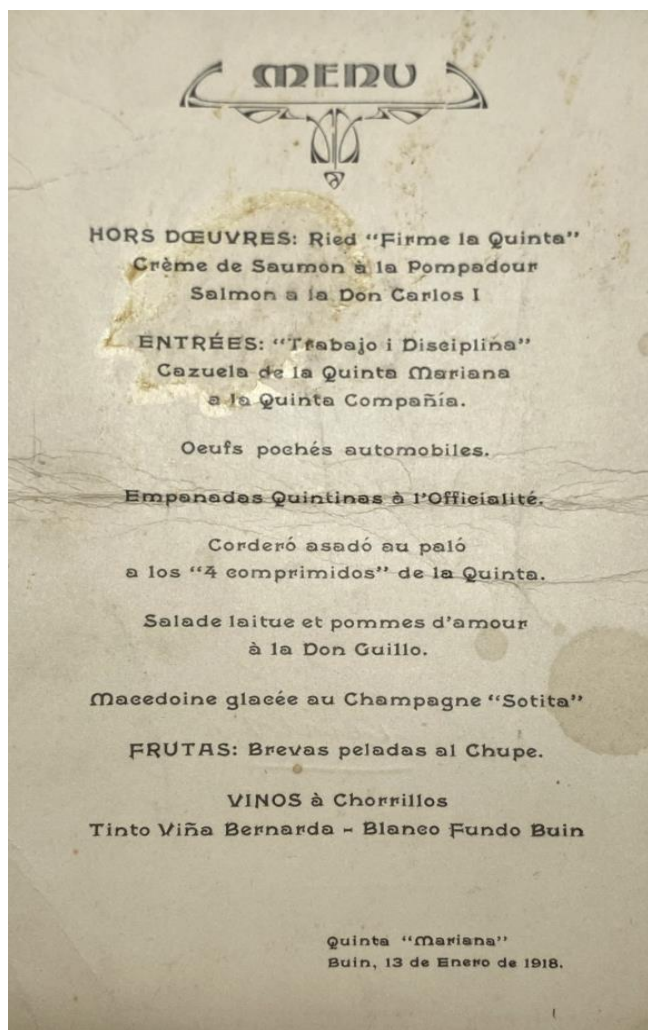 MENU
HORS DŒUVRES: Ried “Firme la Quinta”
Crème de Saumon à la Pompadour
Salmon a la Don Carlos I
ENTRÉES: “Trabajo i Disciplina”
Cazuela de la Quinta Mariana
a la Quinta Compañía.
Oeufs pochés automobiles.
Empanadas Quintinas à l’Officialité.
Corderó asadó au paló
a los “4 comprimidos” de la Quinta.
Salade laitue et pommes d’amour
à la Don Guillo.
Macedoine glacée au Champagne “Sotita”
FRUTAS: Brevas peladas al Chupe.
VINOS à Chorrillos
Tinto Viña Bernarda - Blanco Fundo Buin
Quinta “Mariana”
Buin, 13 de Enero de 1918.